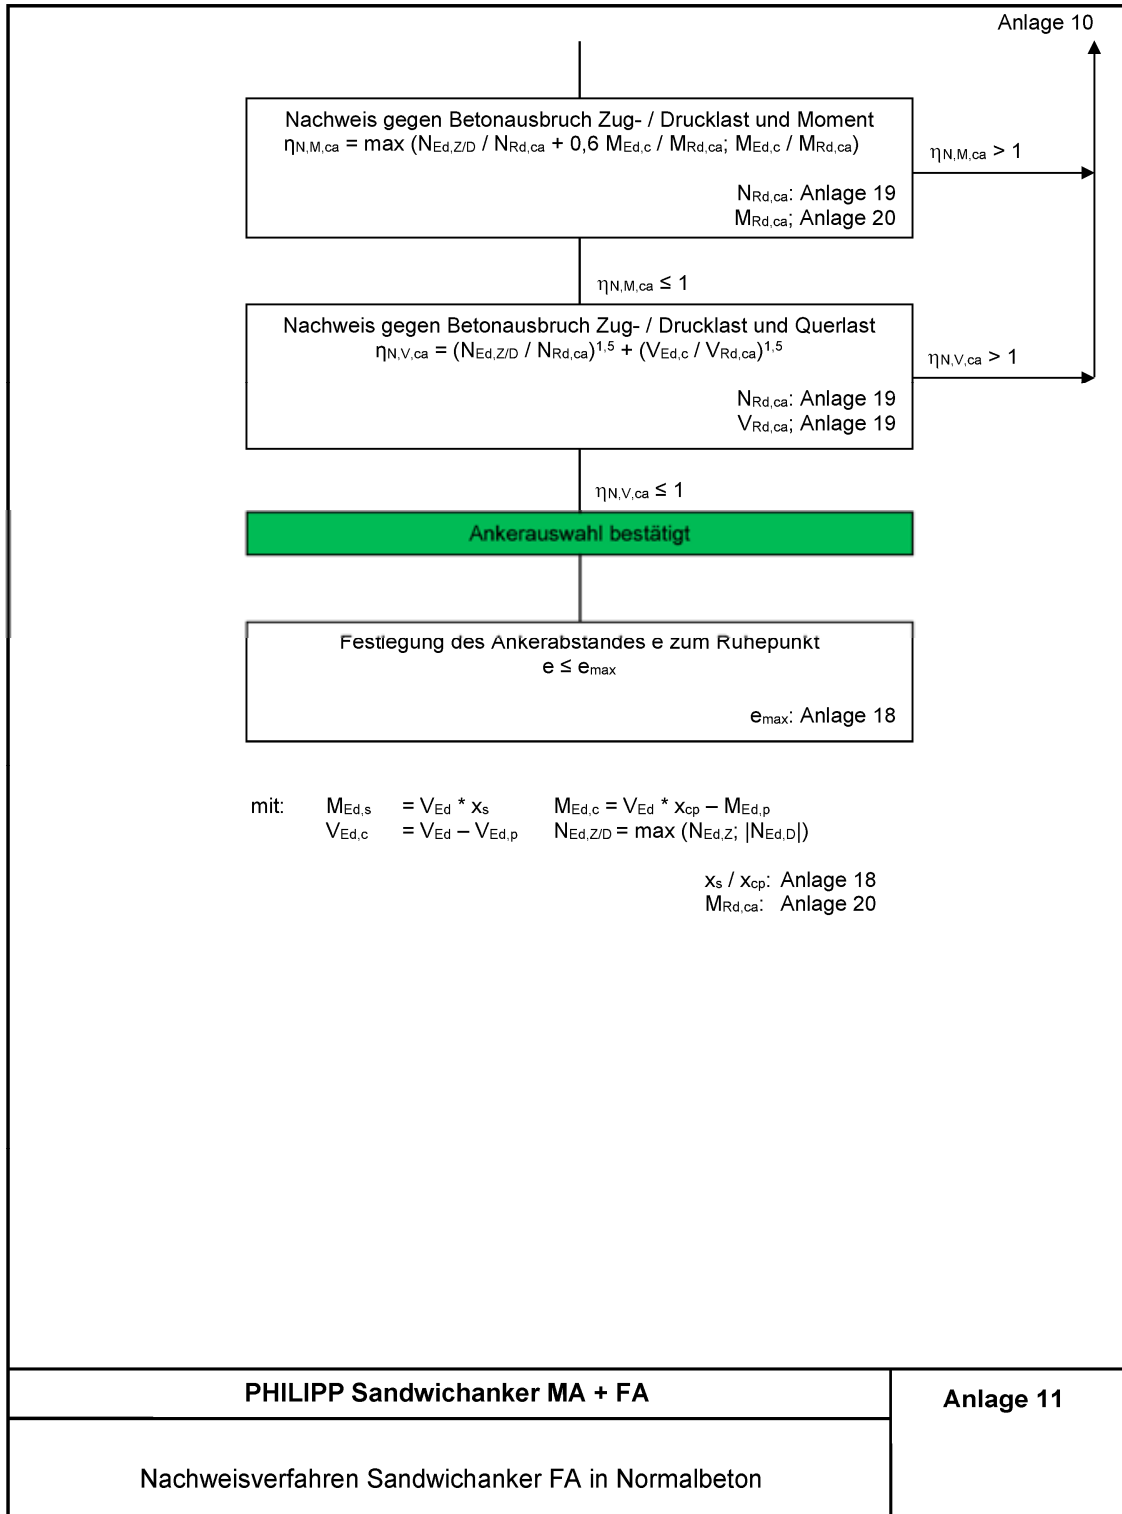 Anlage 10
Nachweis gegen Betonausbruch Zug- / Drucklast und Moment
ηN,M,ca = max (NEd,Z/D / NRd,ca + 0,6 MEd,c / MRd,ca; MEd,c / MRd,ca)
ηN,M,ca > 1
NRd,ca: Anlage 19
MRd,ca; Anlage 20
ηN,M,ca ≤ 1
Nachweis gegen Betonausbruch Zug- / Drucklast und Querlast
ηN,V,ca = (NEd,Z/D / NRd,ca)1,5 + (VEd,c / VRd,ca)1,5
ηN,V,ca > 1
NRd,ca: Anlage 19
VRd,ca; Anlage 19
ηN,V,ca ≤ 1
Ankerauswahl bestätigt
Festlegung des Ankerabstandes e zum Ruhepunkt
e ≤ emax
emax: Anlage 18
mit: MEd,s = VEd * xs MEd,c = VEd * xcp – MEd,p
VEd,c = VEd – VEd,p NEd,Z/D = max (NEd,Z; |NEd,D|)
xs / xcp: Anlage 18
MRd,ca: Anlage 20
PHILIPP Sandwichanker MA + FA
Anlage 11
Nachweisverfahren Sandwichanker FA in Normalbeton